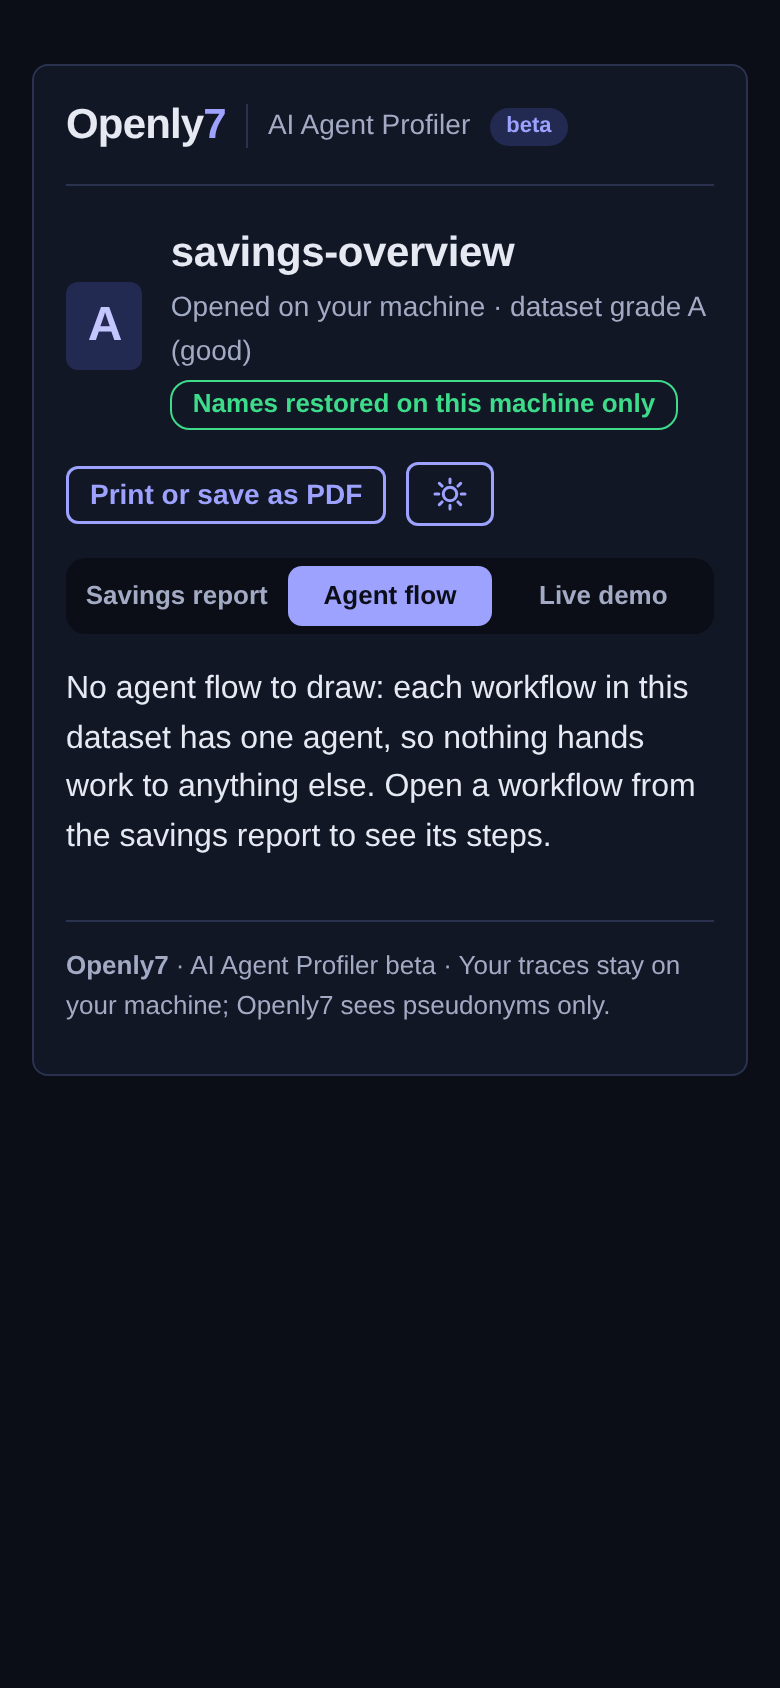 Openly7 AI Agent Profiler beta
savings-overview
A
Opened on your machine · dataset grade A
(good)
Names restored on this machine only
Print or save as PDF
Savings report Agent flow Live demo
No agent flow to draw: each workflow in this
dataset has one agent, so nothing hands
work to anything else. Open a workflow from
the savings report to see its steps.
Openly7 · AI Agent Profiler beta · Your traces stay on
your machine; Openly7 sees pseudonyms only.